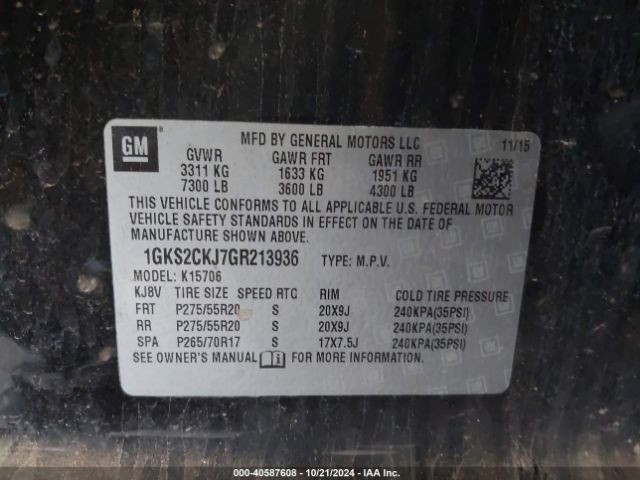 GM
MFD BY GENERAL MOTORS LLC
11/15
GVWR GAWR FRT GAWR RR
3311 KG 1633 KG 1951 KG
7300 LB 3600 LB 4300 LB
THIS VEHICLE CONFORMS TO ALL APPLICABLE U.S. FEDERAL MOTOR
VEHICLE SAFETY STANDARDS IN EFFECT ON THE DATE OF
MANUFACTURE SHOWN ABOVE.
1GKS2CKJ7GR213936 TYPE: M.P.V.
MODEL: K15706
KJ8V TIRE SIZE SPEED RTG RIM COLD TIRE PRESSURE
FRT P275/55R20 S 20X9J 240KPA(35PSI)
RR P275/55R20 S 20X9J 240KPA(35PSI)
SPA P265/70R17 S 17X7.5J 240KPA(35PSI)
SEE OWNER'S MANUAL FOR MORE INFORMATION.
000-40587608 - 10/21/2024 - IAA Inc.